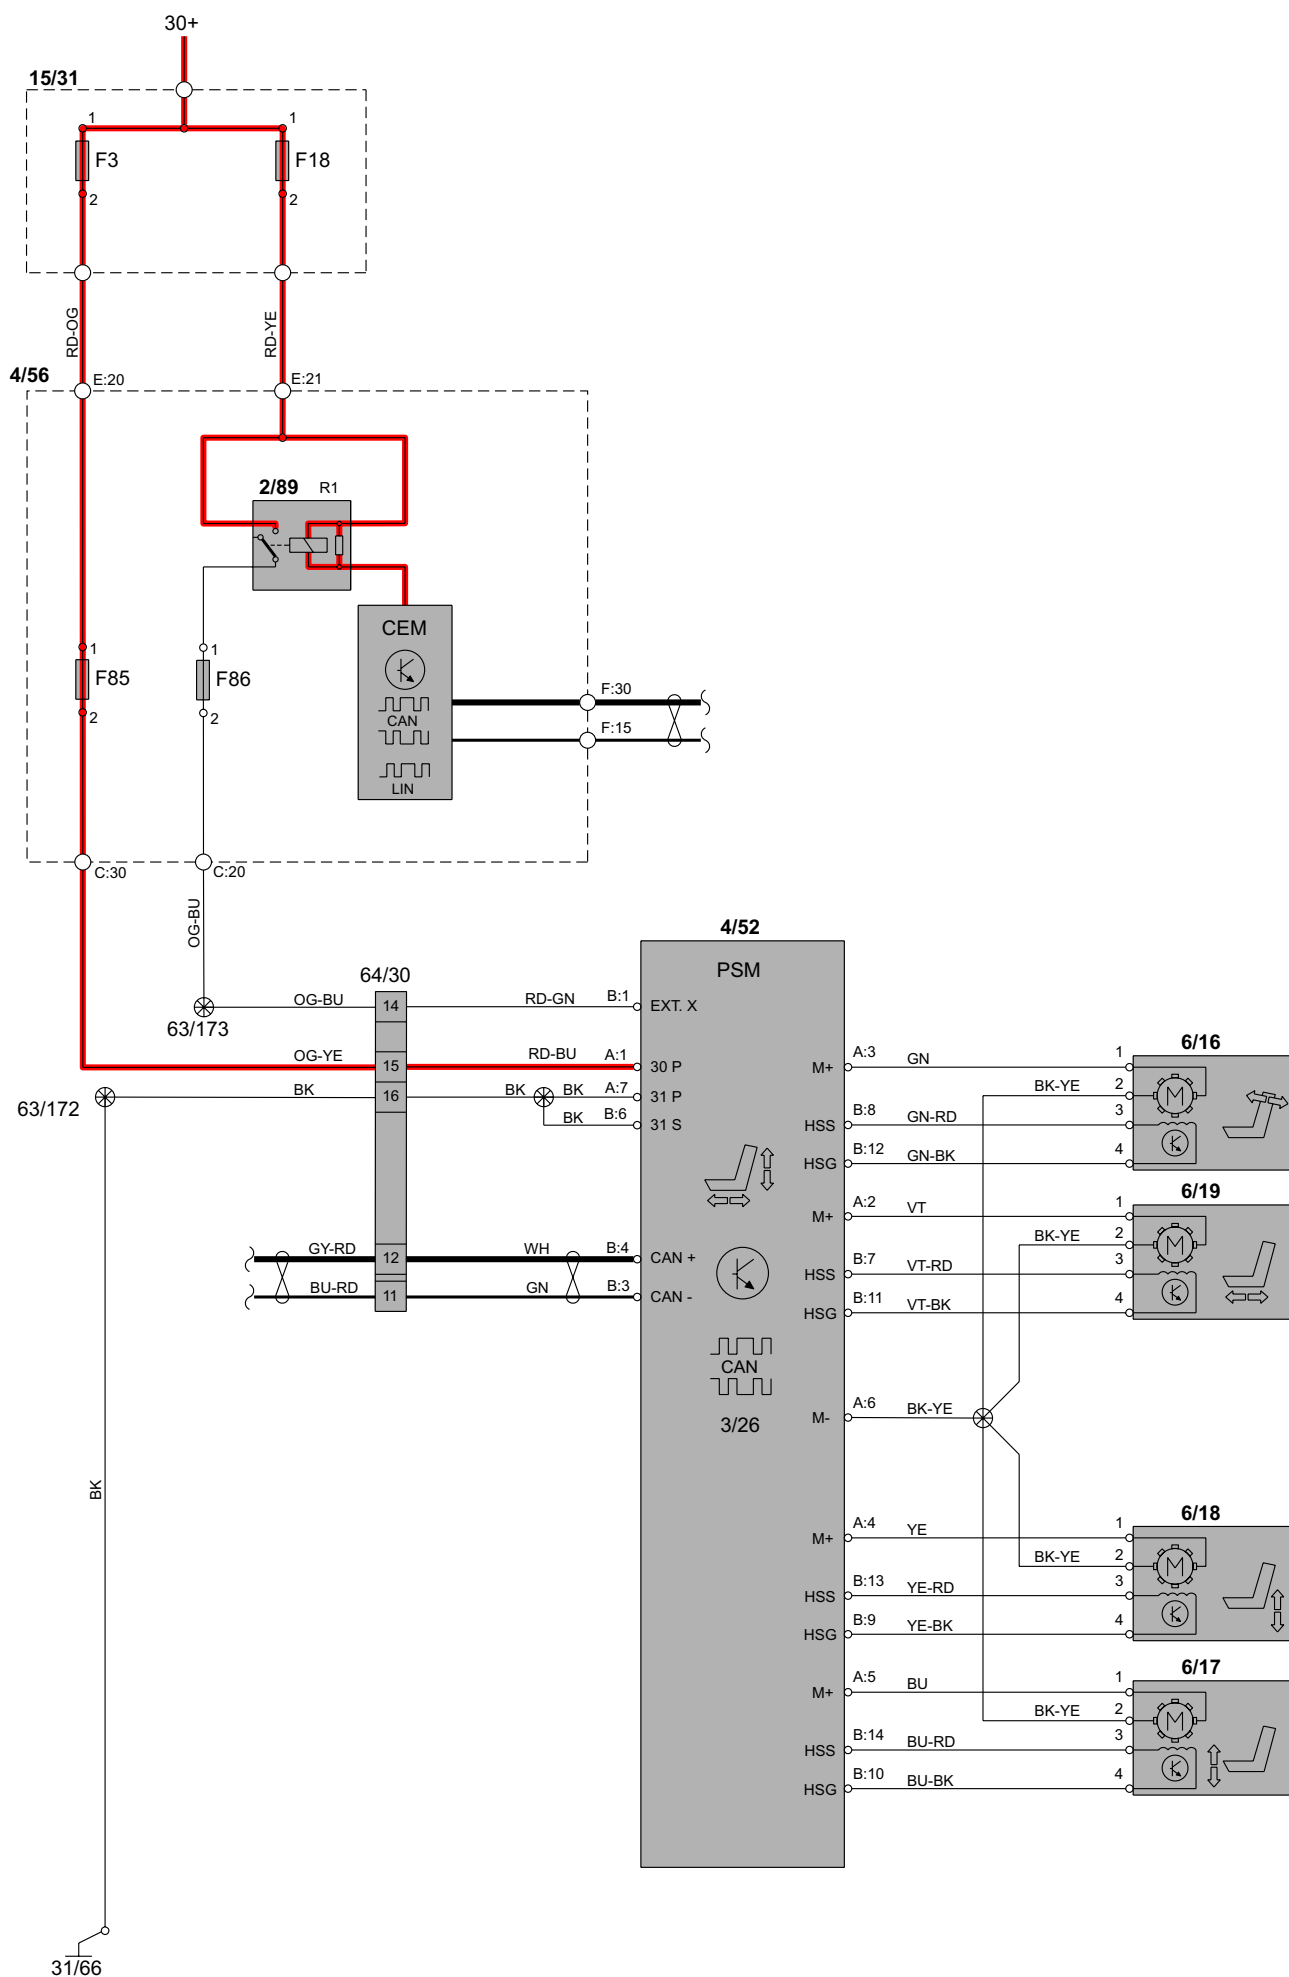 30+
15/31
1
1
F3
F18
2
2
RD-OG
RD-YE
4/56
E:20
E:21
2/89
R1
CEM
1
1
F85
F86
2
2
CAN
LIN
F:30
F:15
C:30
C:20
OG-BU
4/52
PSM
64/30
OG-BU
14
RD-GN
B:1
EXT. X
63/173
OG-YE
15
RD-BU
A:1
30 P
63/172
BK
16
BK
BK
A:7
31 P
BK
B:6
31 S
GY-RD
12
WH
B:4
CAN +
BU-RD
11
GN
B:3
CAN -
CAN
3/26
BK
31/66
6/16
M+
A:3
GN
1
BK-YE
2
M
HSS
B:8
GN-RD
3
HSG
B:12
GN-BK
4
6/19
M+
A:2
VT
1
BK-YE
2
M
HSS
B:7
VT-RD
3
HSG
B:11
VT-BK
4
M-
A:6
BK-YE
6/18
M+
A:4
YE
1
BK-YE
2
M
HSS
B:13
YE-RD
3
HSG
B:9
YE-BK
4
6/17
M+
A:5
BU
1
BK-YE
2
M
HSS
B:14
BU-RD
3
HSG
B:10
BU-BK
4